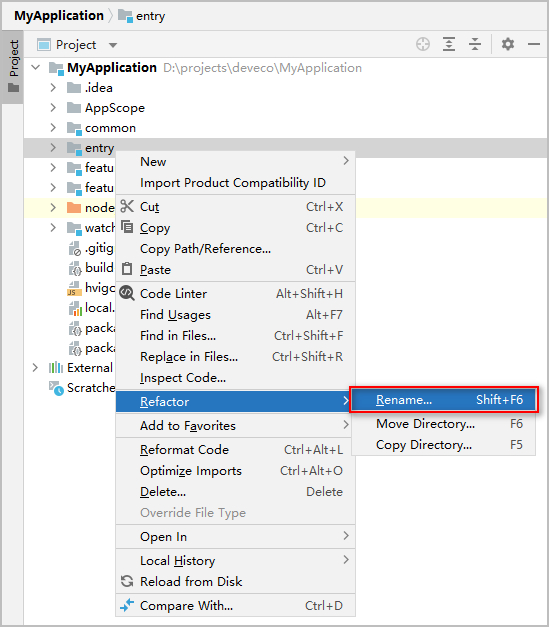 MyApplication entry
Project
Project
MyApplication D:\projects\deveco\MyApplication
.idea
AppScope
common
entry
featu
featu
node
watch
.gitig
build
hvigo
local.
packa
packa
External
Scratche
New
Import Product Compatibility ID
Cut Ctrl+X
Copy Ctrl+C
Copy Path/Reference...
Paste Ctrl+V
Code Linter Alt+Shift+H
Find Usages Alt+F7
Find in Files... Ctrl+Shift+F
Replace in Files... Ctrl+Shift+R
Inspect Code...
Refactor
Add to Favorites
Reformat Code Ctrl+Alt+L
Optimize Imports Ctrl+Alt+O
Delete... Delete
Override File Type
Open In
Local History
Reload from Disk
Compare With... Ctrl+D
Rename... Shift+F6
Move Directory... F6
Copy Directory... F5